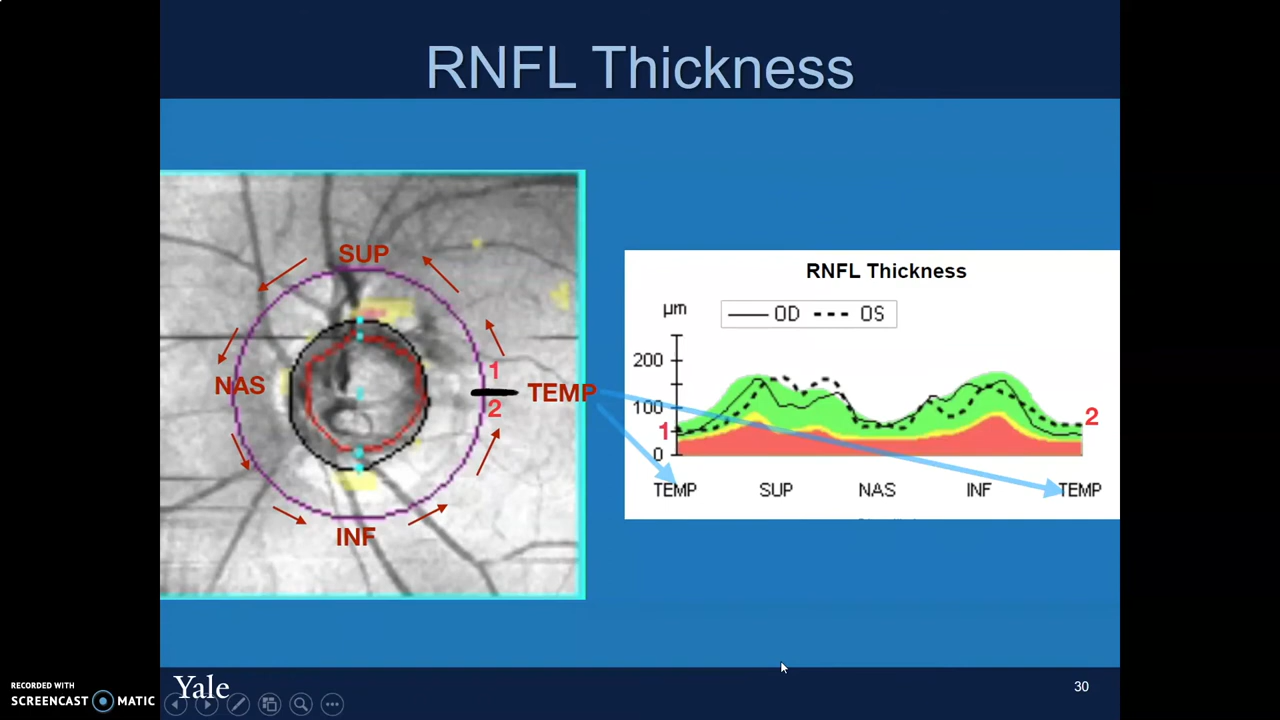 RNFL Thickness
SUP
NAS
1
TEMP
2
INF
RNFL Thickness
μm
OD
OS
200
100
1
2
0
TEMP SUP NAS INF TEMP
RECORDED WITH
SCREENCAST MATIC
Yale
30